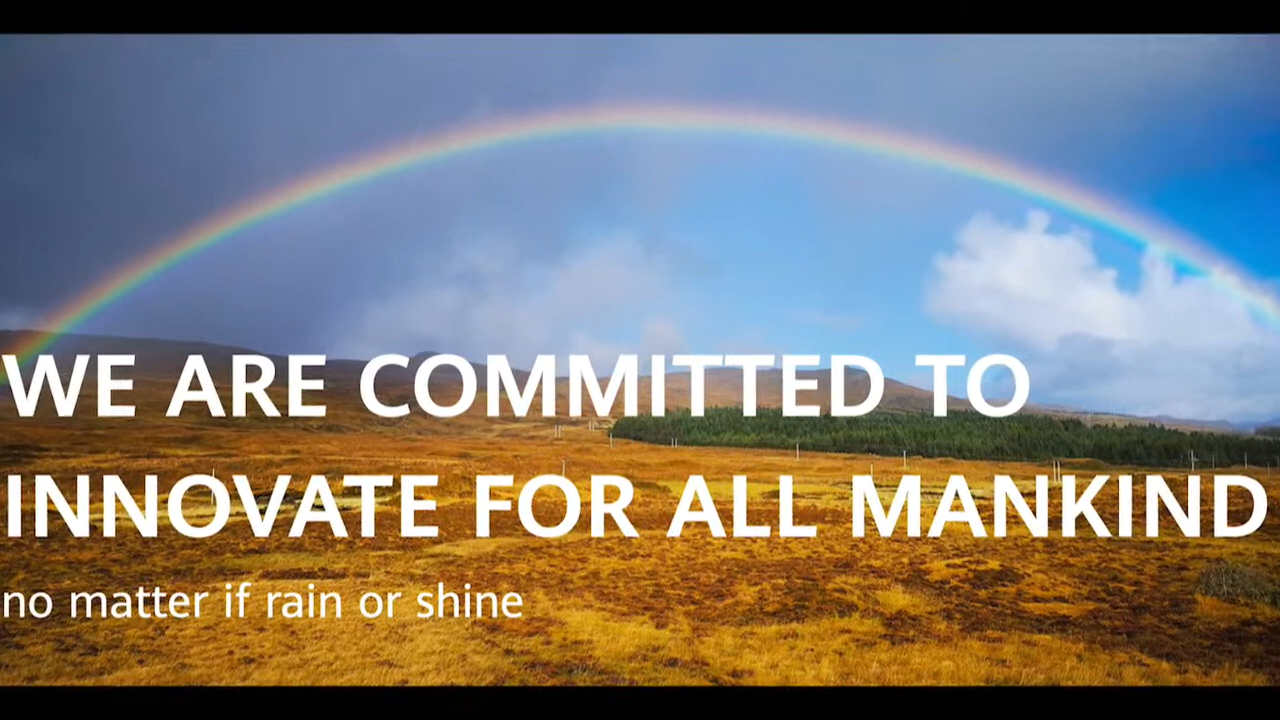 WE ARE COMMITTED TO
INNOVATE FOR ALL MANKIND
no matter if rain or shine